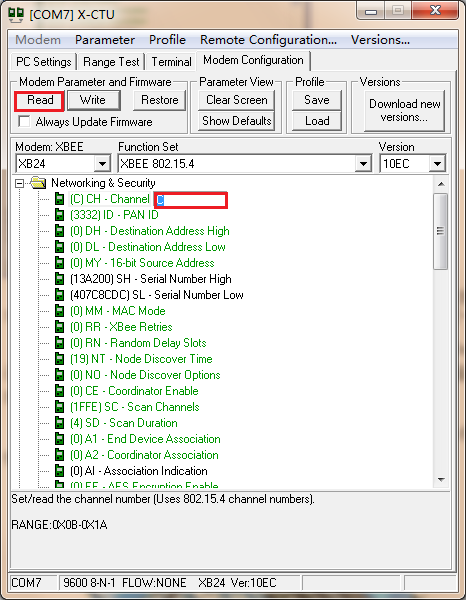 [COM7] X-CTU
Modem Parameter Profile Remote Configuration... Versions...
PC Settings Range Test Terminal Modem Configuration
Modem Parameter and Firmware Parameter View Profile Versions
Read Write Restore Clear Screen Save Download new versions...
Always Update Firmware Show Defaults Load
Modem: XBEE Function Set Version
XB24 XBEE 802.15.4 10EC
Networking & Security
(C) CH - Channel C
(3332) ID - PAN ID
(0) DH - Destination Address High
(0) DL - Destination Address Low
(0) MY - 16-bit Source Address
(13A200) SH - Serial Number High
(407C8CDC) SL - Serial Number Low
(0) MM - MAC Mode
(0) RR - XBee Retries
(0) RN - Random Delay Slots
(19) NT - Node Discover Time
(0) NO - Node Discover Options
(0) CE - Coordinator Enable
(1FFE) SC - Scan Channels
(4) SD - Scan Duration
(0) A1 - End Device Association
(0) A2 - Coordinator Association
(0) AI - Association Indication
(0) EE - AES Encryption Enable
Set/read the channel number (Uses 802.15.4 channel numbers).
RANGE:0X0B-0X1A
COM7 9600 8-N-1 FLOW:NONE XB24 Ver:10EC